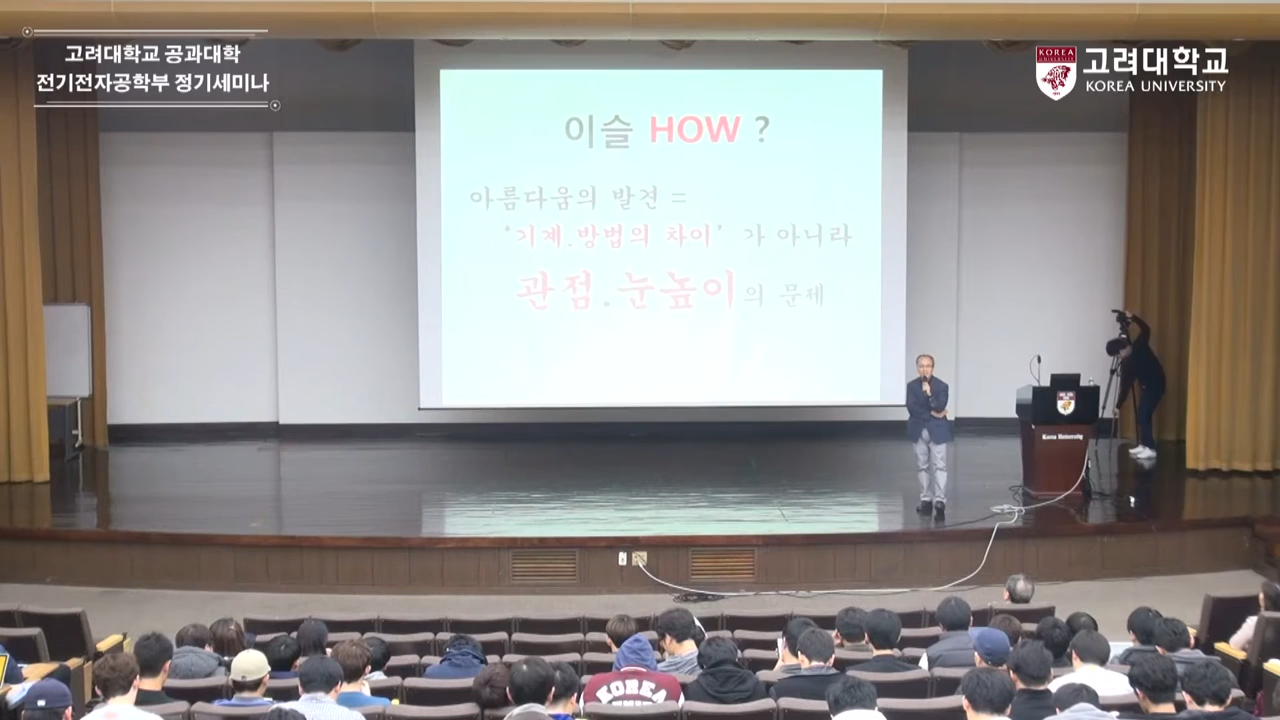 고려대학교 공과대학
전기전자공학부 정기세미나
KOREA
UNIVERSITY
고려대학교
KOREA UNIVERSITY
이슬 HOW ?
아름다움의 발견 =
‘기계.방법의 차이’ 가 아니라
관점.눈높이의 문제
Korea University
KOREA